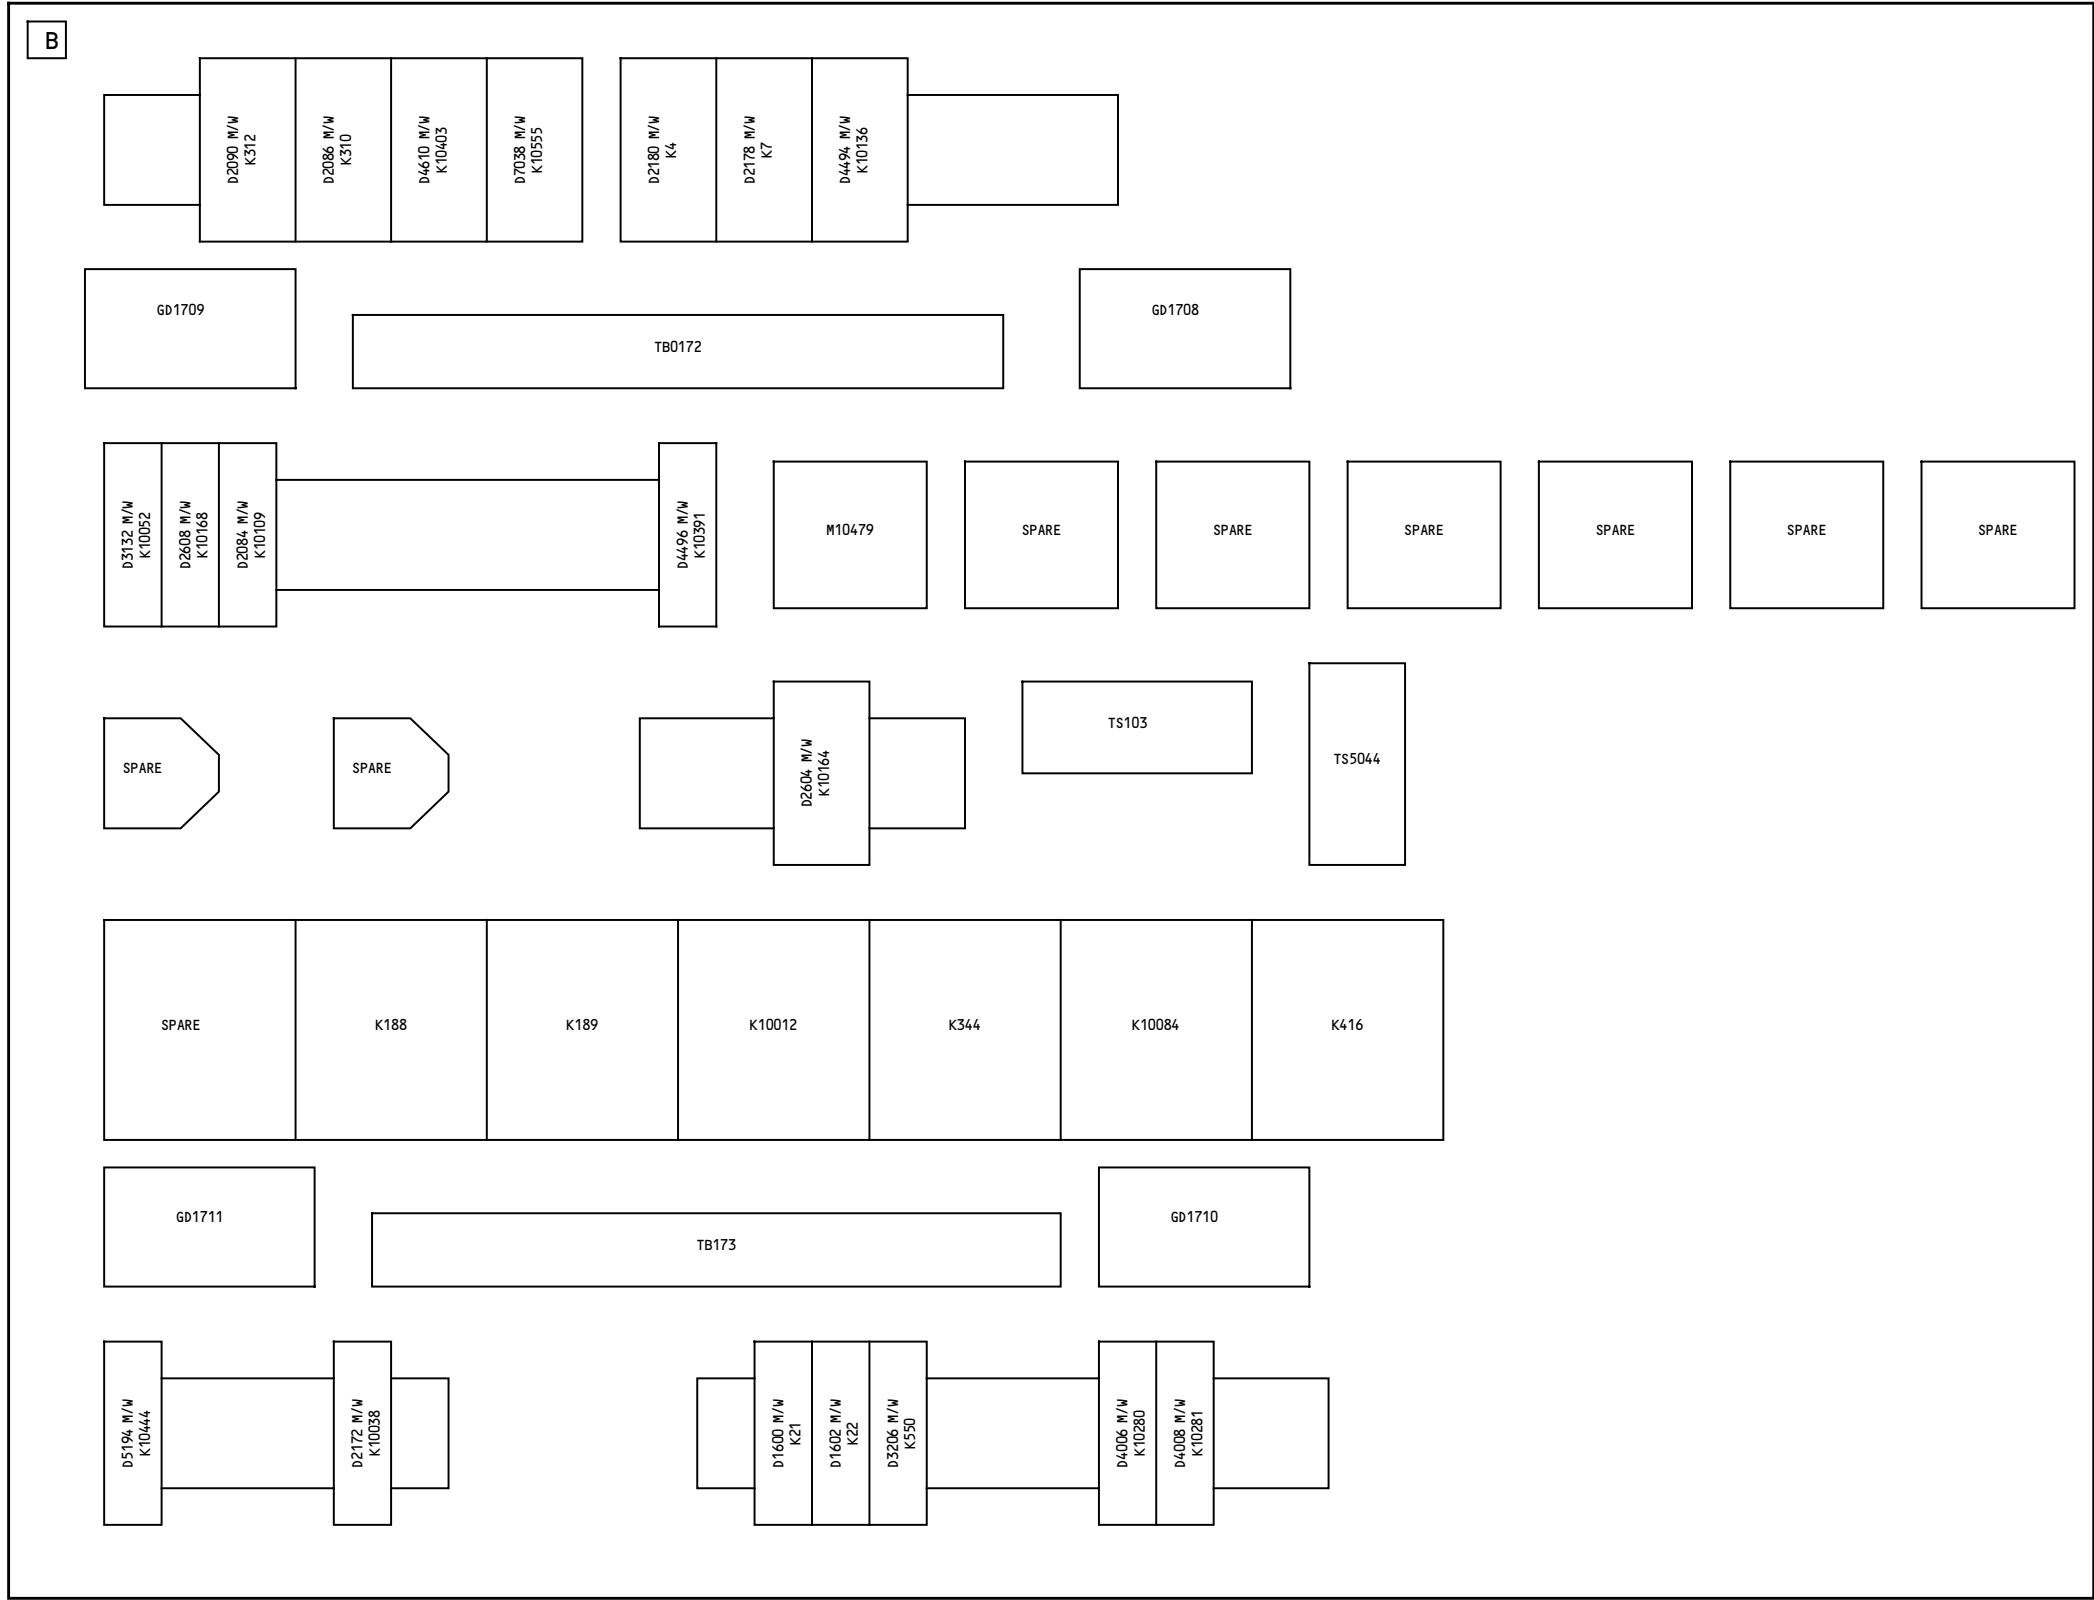 B
D2090 M/W
K312
D2086 M/W
K310
D4610 M/W
K10403
D7038 M/W
K10555
D2180 M/W
K4
D2178 M/W
K7
D4494 M/W
K10136
GD1709
TB0172
GD1708
D3132 M/W
K10052
D2608 M/W
K10168
D2084 M/W
K10109
D4496 M/W
K10391
M10479
SPARE
SPARE
SPARE
SPARE
SPARE
SPARE
SPARE
SPARE
D2604 M/W
K10164
TS103
TS5044
SPARE
K188
K189
K10012
K344
K10084
K416
GD1711
TB173
GD1710
D5194 M/W
K10444
D2172 M/W
K10038
D1600 M/W
K21
D1602 M/W
K22
D3206 M/W
K550
D4006 M/W
K10280
D4008 M/W
K10281